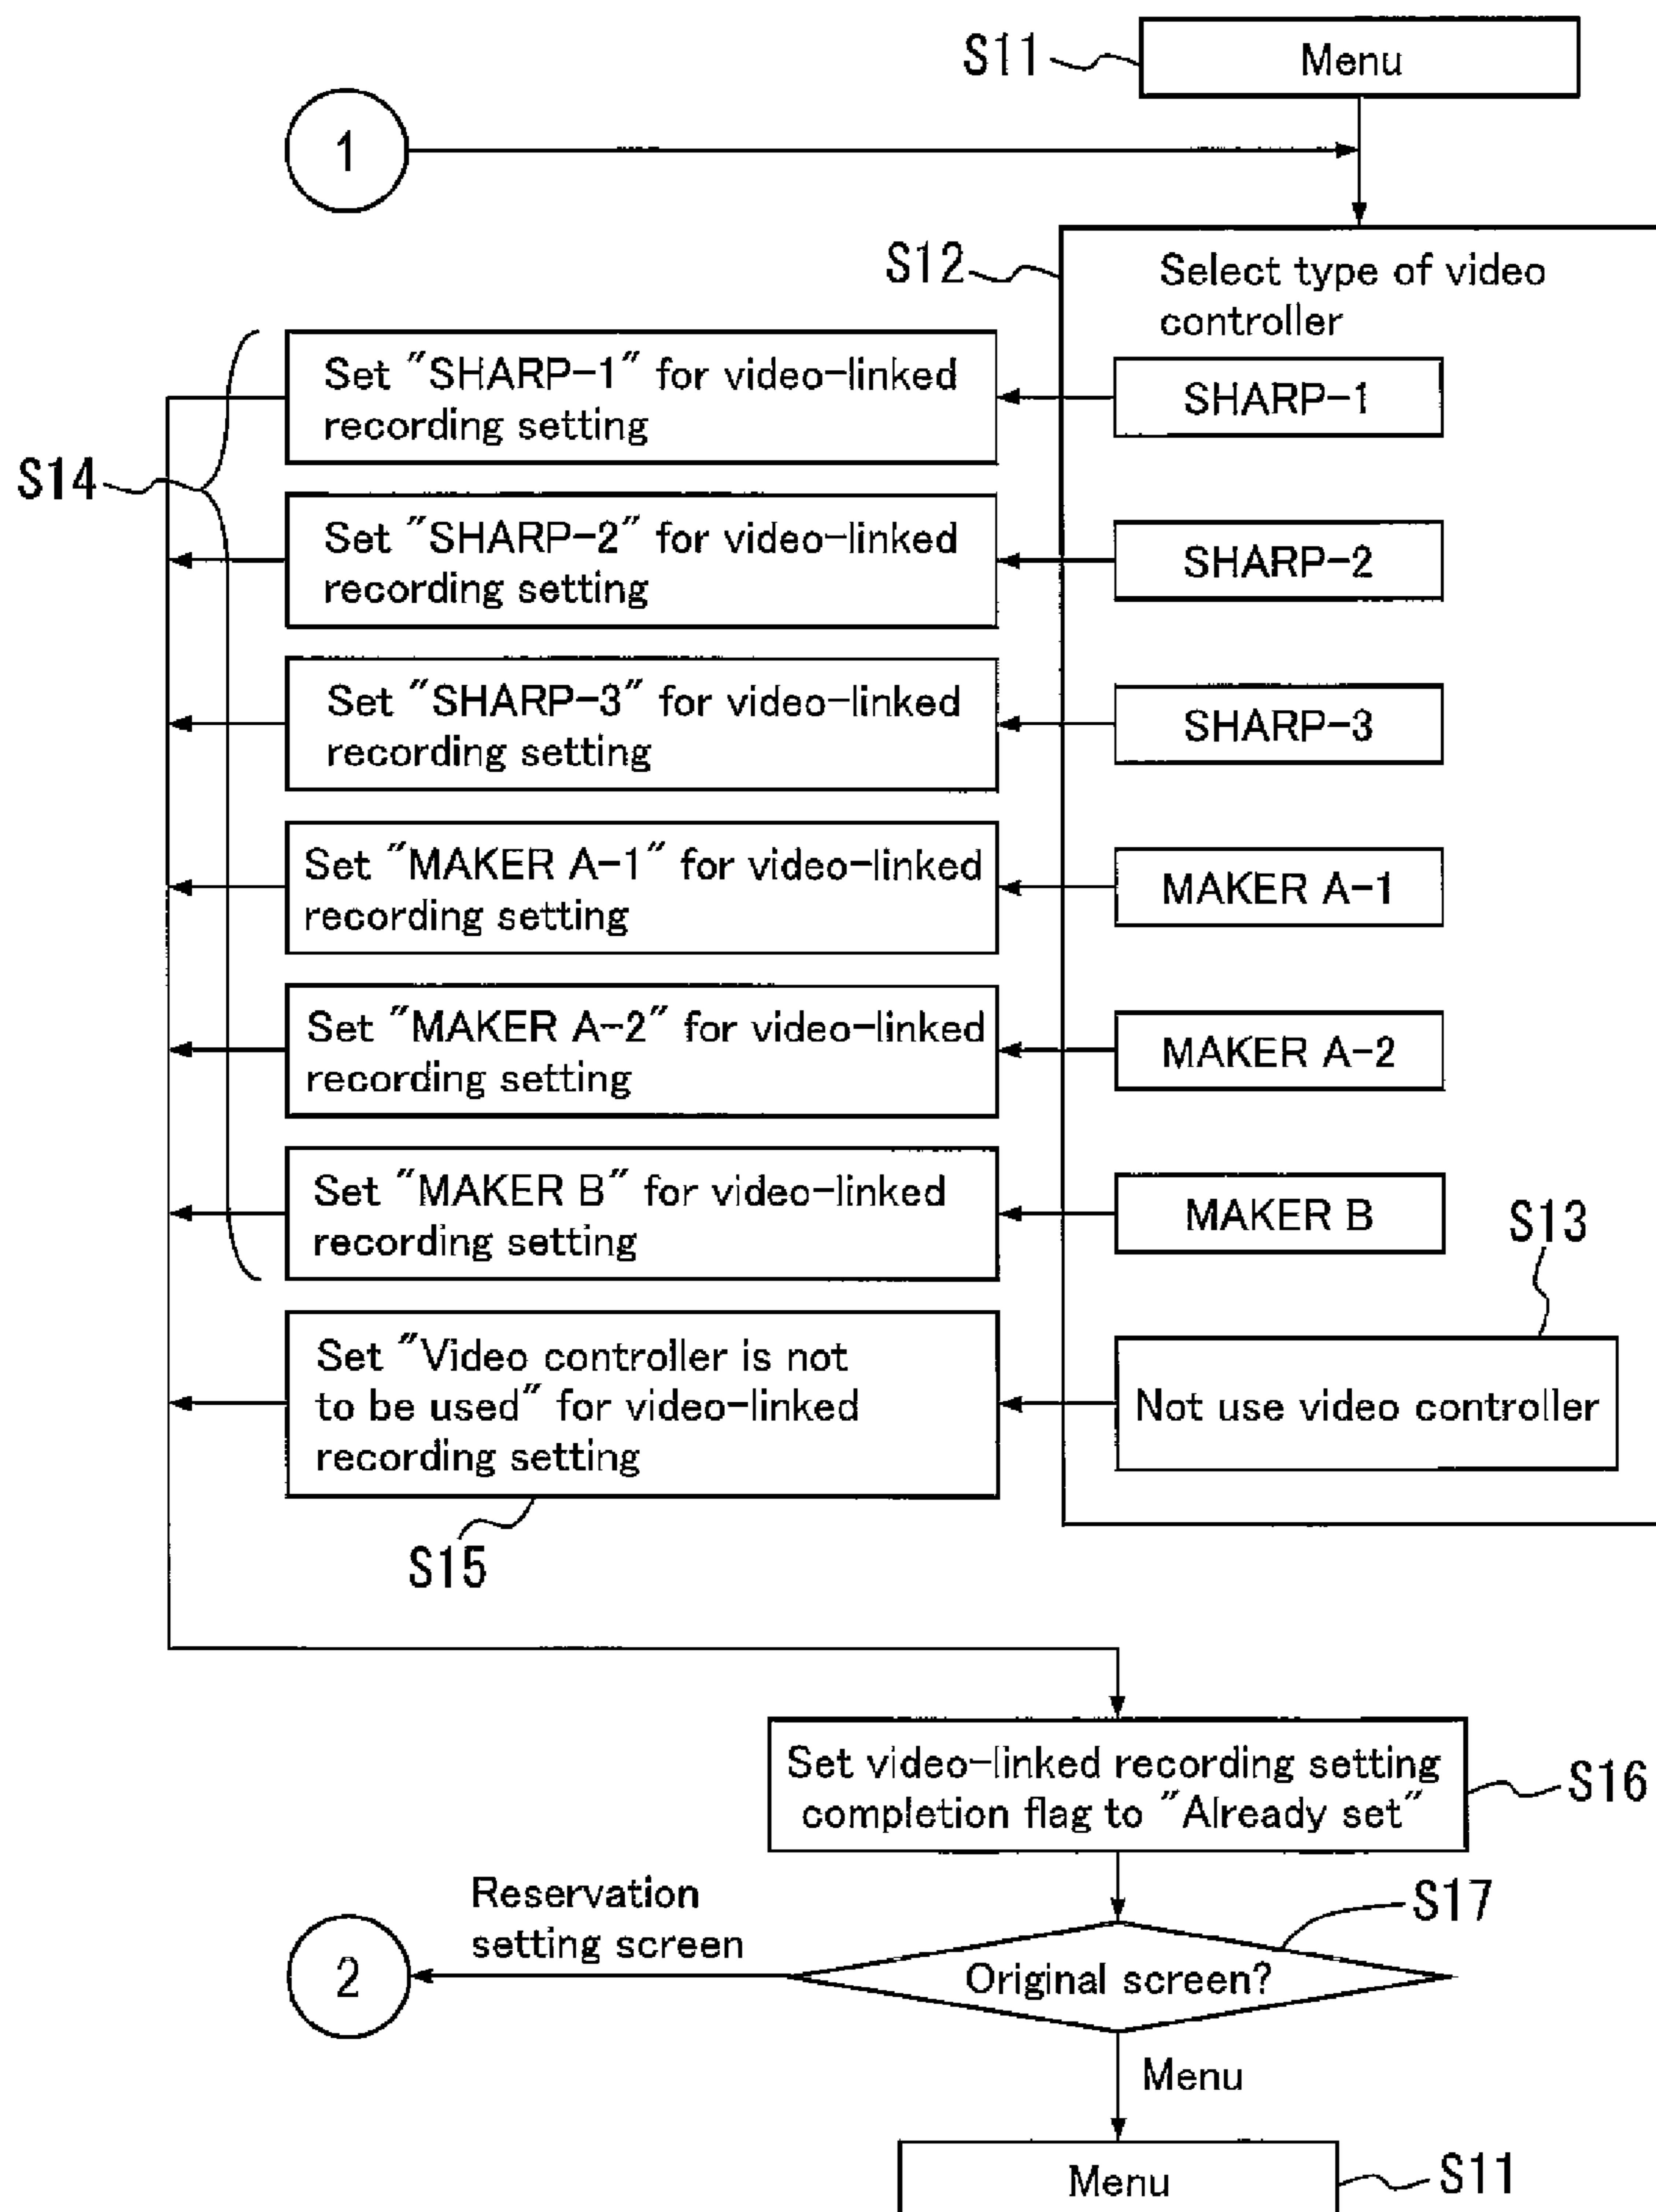 S11
Menu
1
S12
Select type of video
controller
Set "SHARP-1" for video-linked
recording setting
SHARP-1
S14
Set "SHARP-2" for video-linked
recording setting
SHARP-2
Set "SHARP-3" for video-linked
recording setting
SHARP-3
Set "MAKER A-1" for video-linked
recording setting
MAKER A-1
Set "MAKER A-2" for video-linked
recording setting
MAKER A-2
Set "MAKER B" for video-linked
recording setting
MAKER B
S13
Set "Video controller is not
to be used" for video-linked
recording setting
Not use video controller
S15
Set video-linked recording setting
completion flag to "Already set"
S16
Reservation
setting screen
S17
2
Original screen?
Menu
Menu
S11